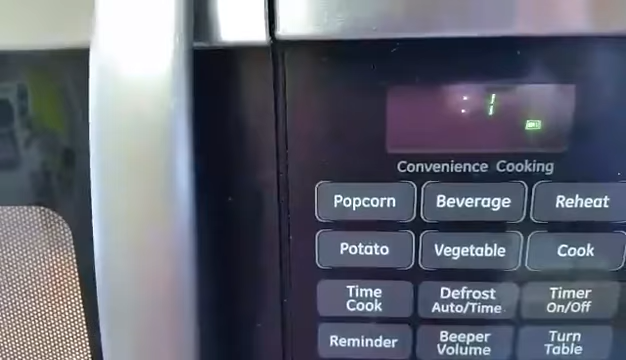 : 1
Convenience Cooking
Popcorn Beverage Reheat
Potato Vegetable Cook
Time Defrost Timer
Cook Auto/Time On/Off
Reminder Beeper Turn
Volume Table